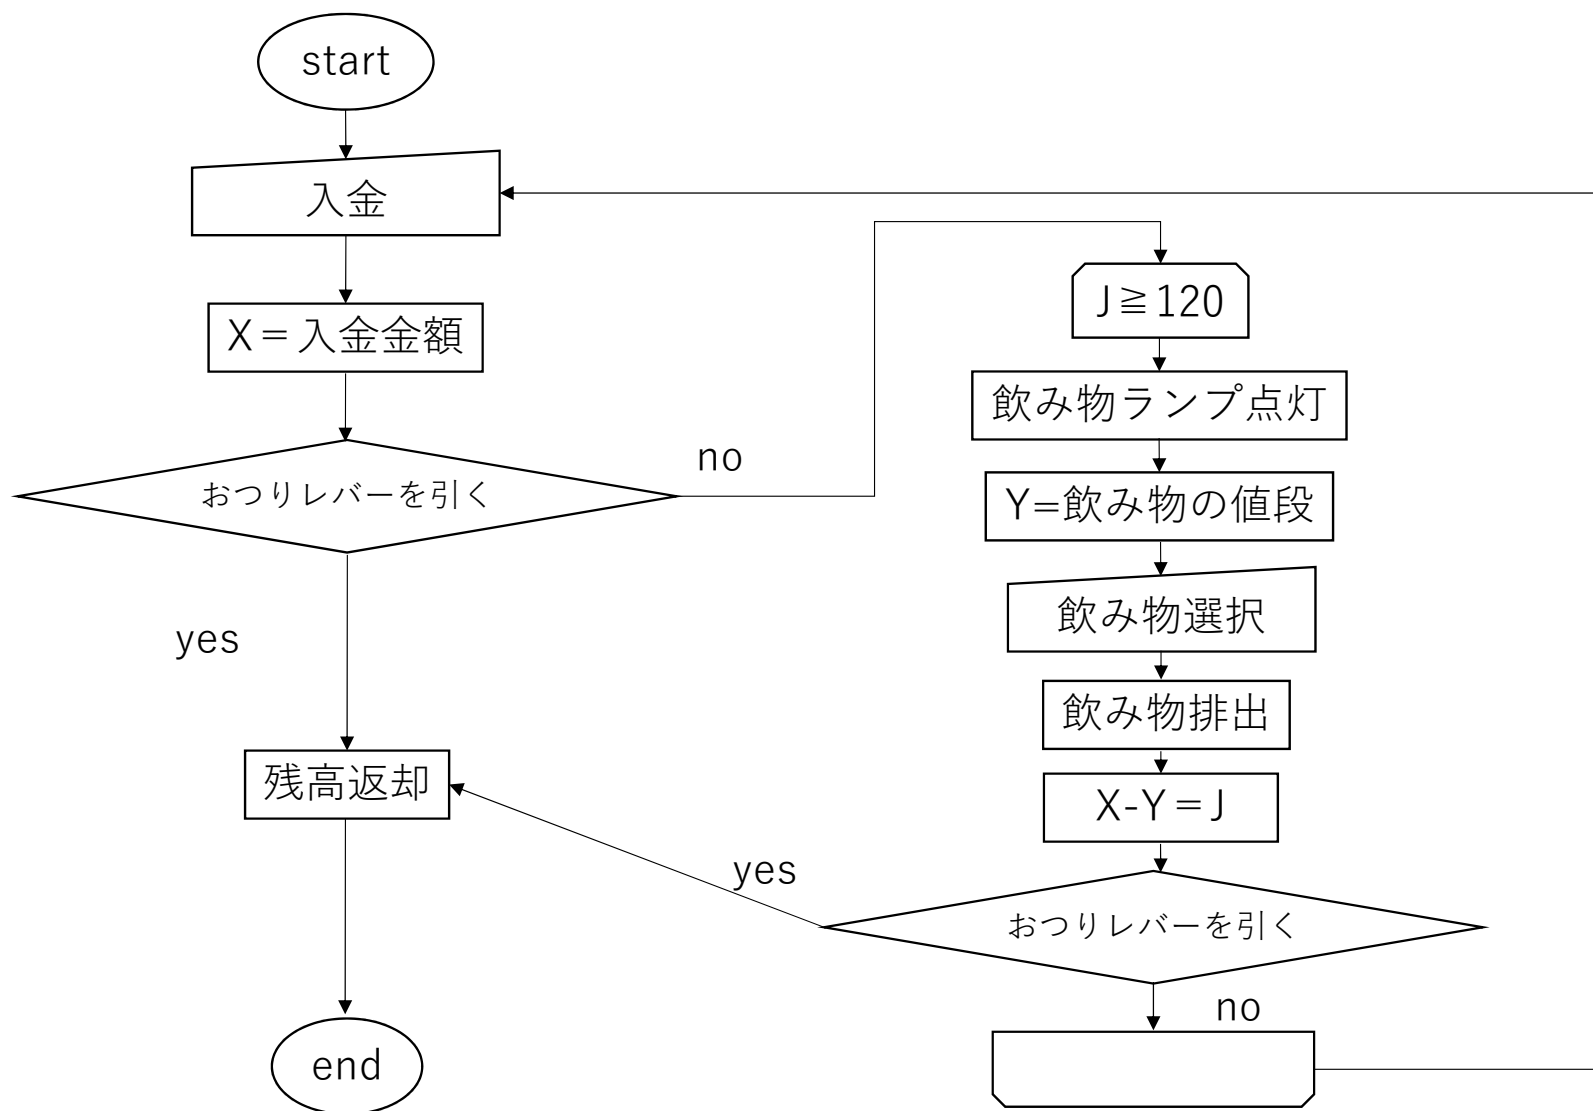 start
入金
X＝入金金額
おつりレバーを引く
no
yes
残高返却
end
J≧120
飲み物ランプ点灯
Y=飲み物の値段
飲み物選択
飲み物排出
X-Y＝J
おつりレバーを引く
yes
no